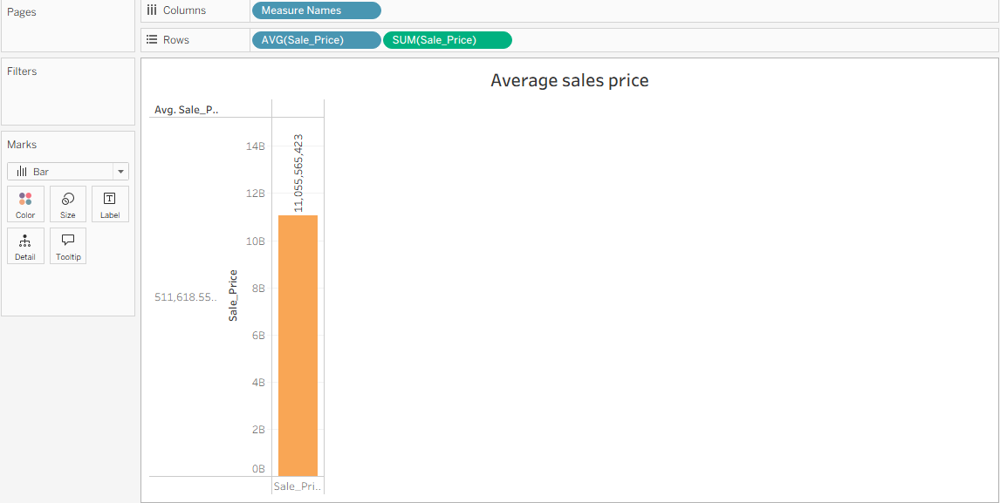 Pages
Columns
Measure Names
Rows
AVG(Sale_Price)
SUM(Sale_Price)
Filters
Marks
Bar
Color
Size
Label
Detail
Tooltip
Average sales price
Avg. Sale_P..
511,618.55..
Sale_Price
14B
12B
10B
8B
6B
4B
2B
0B
11,055,565,423
Sale_Pri..